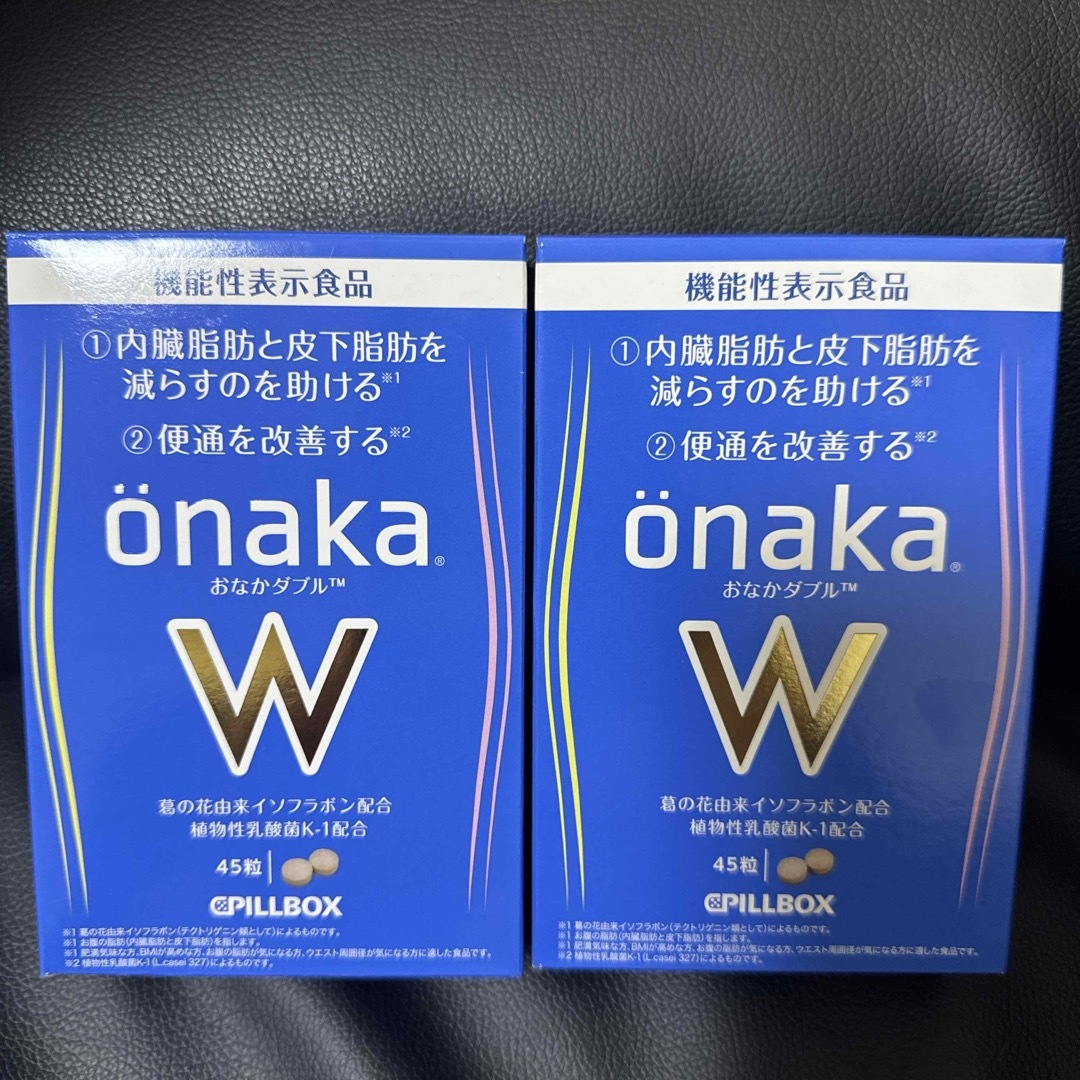 機能性表示食品
①内臓脂肪と皮下脂肪を
減らすのを助ける※1
②便通を改善する※2
önaka®
おなかダブル™
W
葛の花由来イソフラボン配合
植物性乳酸菌K-1配合
45粒
PILLBOX
※1 葛の花由来イソフラボン(テクトリゲニン類として)によるものです。
※1 お腹の脂肪(内臓脂肪と皮下脂肪)を指します。
※1 肥満気味な方、BMIが高めな方、お腹の脂肪が気になる方、ウエスト周囲径が気になる方に適した食品です。
※2 植物性乳酸菌K-1(L.casei 327)によるものです。
機能性表示食品
①内臓脂肪と皮下脂肪を
減らすのを助ける※1
②便通を改善する※2
önaka®
おなかダブル™
W
葛の花由来イソフラボン配合
植物性乳酸菌K-1配合
45粒
PILLBOX
※1 葛の花由来イソフラボン(テクトリゲニン類として)によるものです。
※1 お腹の脂肪(内臓脂肪と皮下脂肪)を指します。
※1 肥満気味な方、BMIが高めな方、お腹の脂肪が気になる方、ウエスト周囲径が気になる方に適した食品です。
※2 植物性乳酸菌K-1(L.casei 327)によるものです。